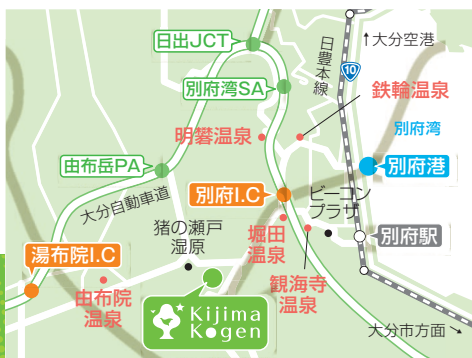 日出JCT
↑大分空港
日豊本線
10
別府湾SA
鉄輪温泉
明礬温泉
別府湾
由布岳PA
別府港
大分自動車道
別府I.C
ビーコン
プラザ
猪の瀬戸
湿原
堀田
温泉
別府駅
湯布院I.C
観海寺
温泉
由布院
温泉
Kijima
Kogen
大分市方面↘